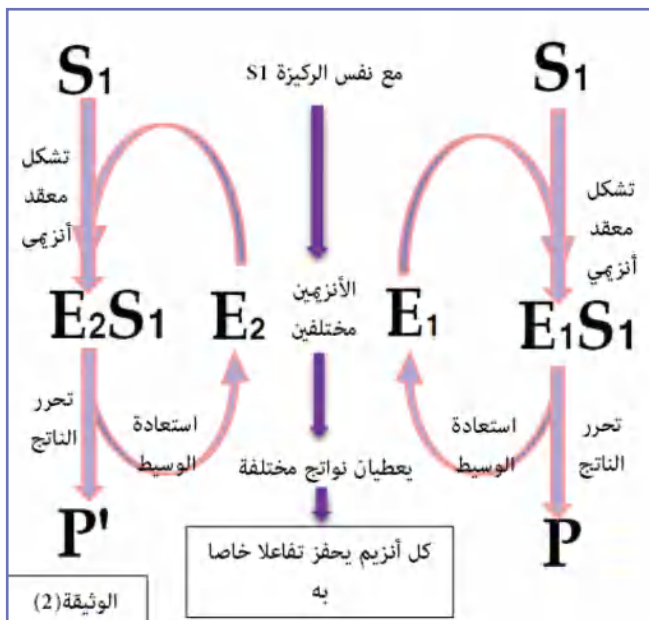 S1
مع نفس الركيزة S1
S1
تشكل
معقد
أنزيمي
تشكل
معقد
أنزيمي
E1S1
E1
الأنزيمين
مختلفين
E2
E2S1
تحرر
الناتج
استعادة
الوسيط
يعطيان نواتج مختلفة
استعادة
الوسيط
تحرر
الناتج
P
P'
كل أنزيم يحفز تفاعلا خاصا
به
الوثيقة(2)